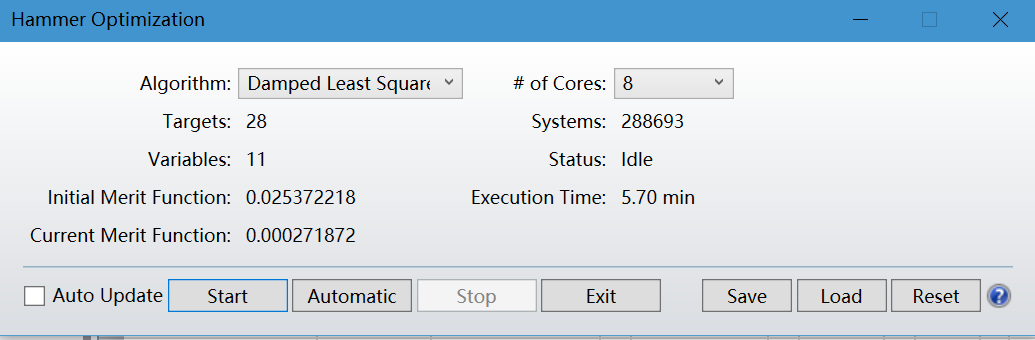 Hammer Optimization
Algorithm: Damped Least Square # of Cores: 8
Targets: 28 Systems: 288693
Variables: 11 Status: Idle
Initial Merit Function: 0.025372218 Execution Time: 5.70 min
Current Merit Function: 0.000271872
Auto Update Start Automatic Stop Exit Save Load Reset ?